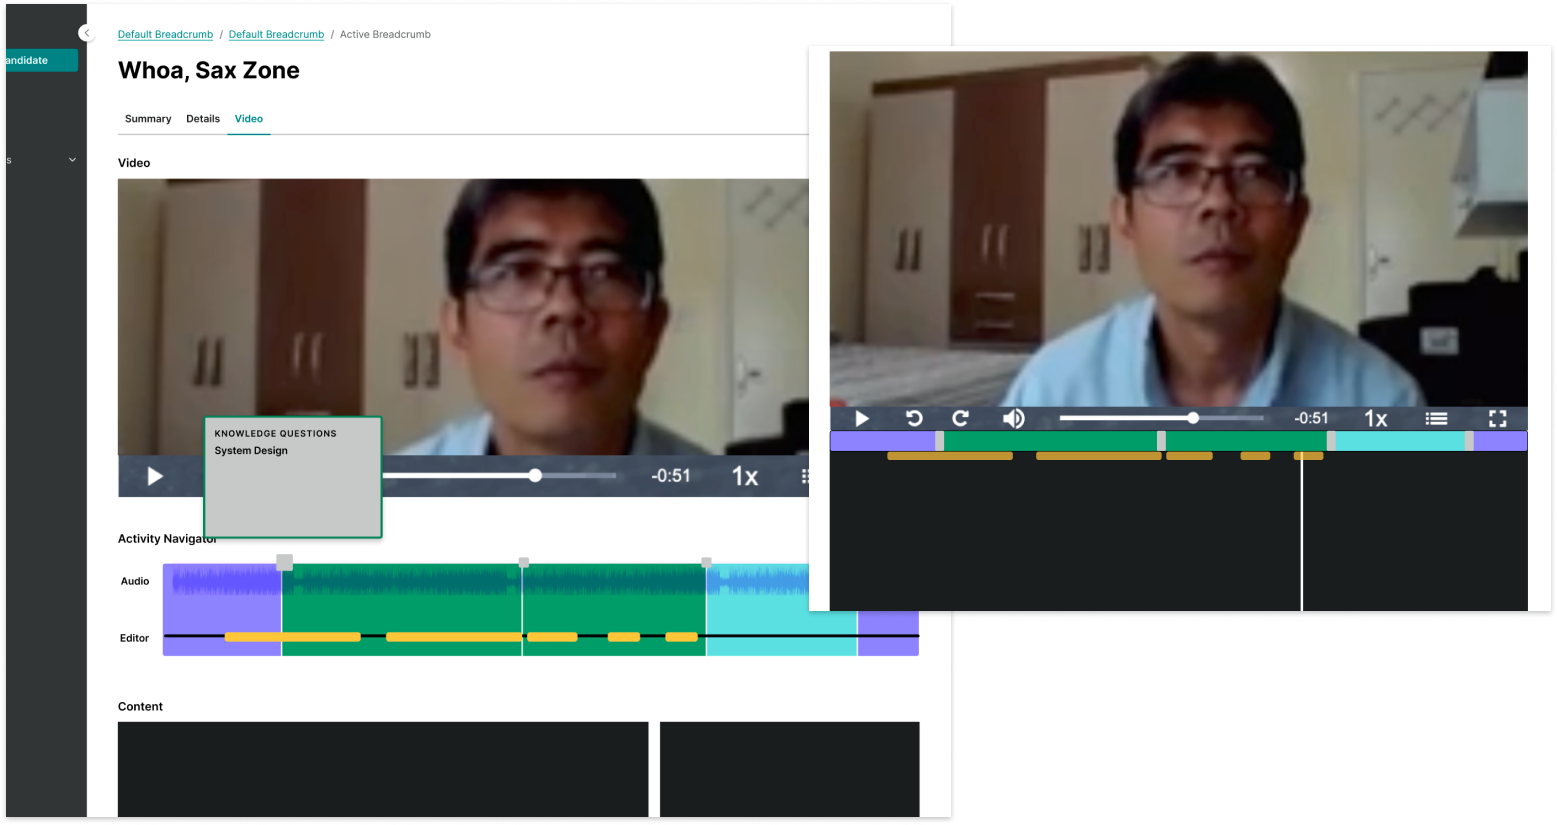 andidate
s
Default Breadcrumb / Default Breadcrumb / Active Breadcrumb
Whoa, Sax Zone
Summary Details Video
Video
KNOWLEDGE QUESTIONS
System Design
-0:51 1x
Activity Navigator
Audio
Editor
Content
-0:51 1x